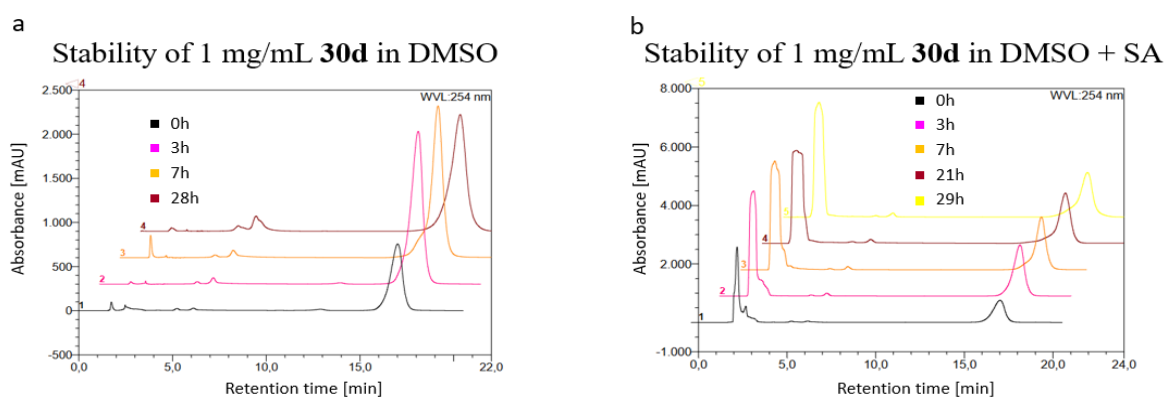 a
Stability of 1 mg/mL 30d in DMSO
4
2.500
2.000
1.500
1.000
500
0
-500
WVL:254 nm
0h
3h
7h
28h
4
3
2
1
Absorbance [mAU]
0,0
5,0
10,0
15,0
22,0
Retention time [min]
b
Stability of 1 mg/mL 30d in DMSO + SA
5
8.000
6.000
4.000
2.000
0.000
-1.000
WVL:254 nm
0h
3h
7h
21h
29h
5
4
3
2
1
Absorbance [mAU]
0,0
5,0
10,0
15,0
20,0
24,0
Retention time [min]